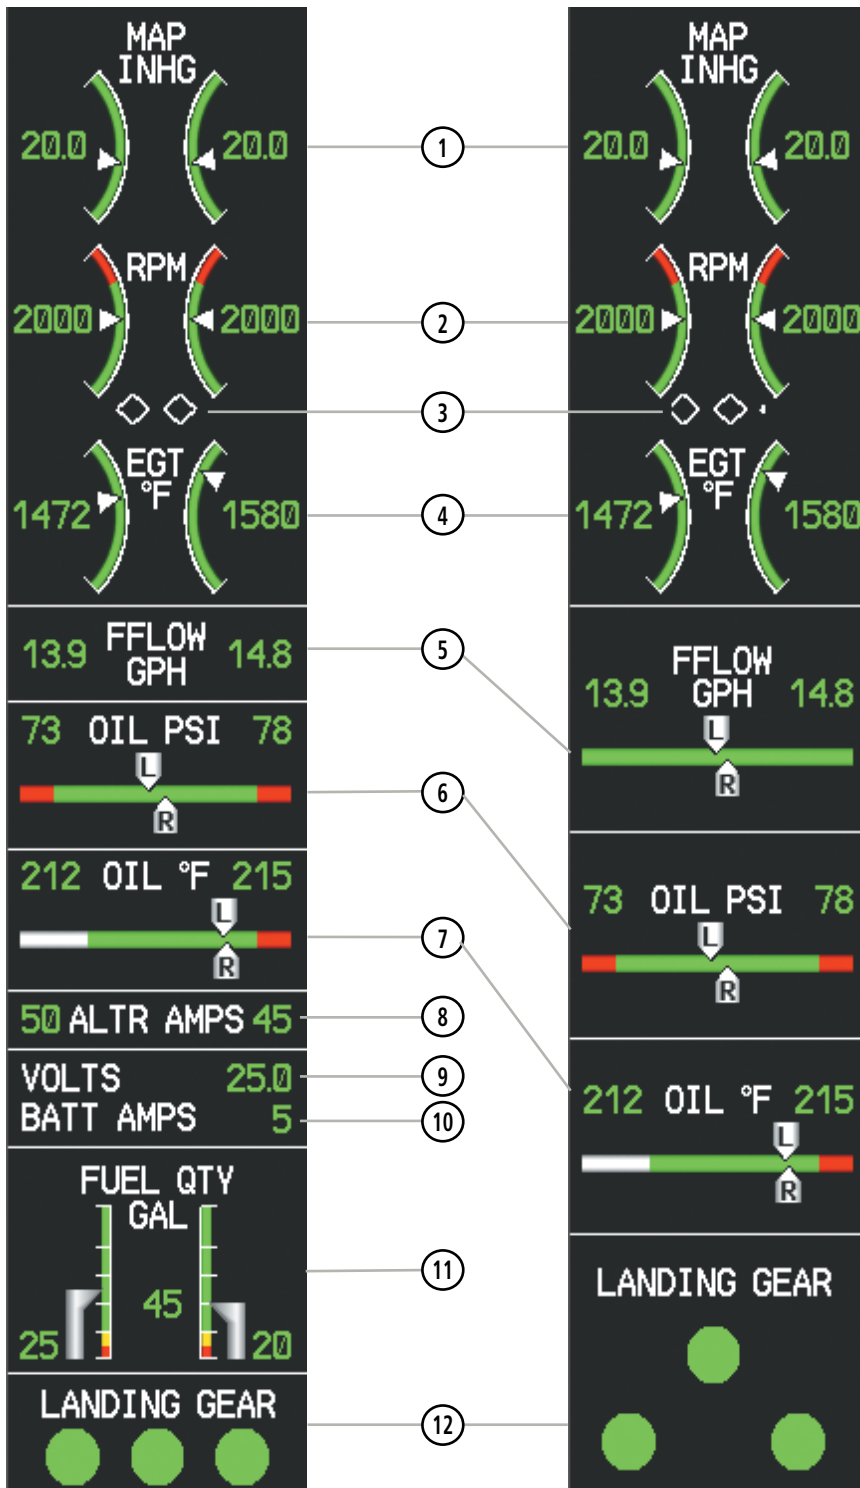 MAP
INHG
20.0 20.0
RPM
2000 2000
EGT
°F
1472 1580
FFLOW
GPH
13.9 14.8
73 OIL PSI 78
L
R
212 OIL °F 215
L
R
50 ALTR AMPS 45
VOLTS 25.0
BATT AMPS 5
FUEL QTY
GAL
45
25 20
LANDING GEAR
1
2
3
4
5
6
7
8
9
10
11
12
MAP
INHG
20.0 20.0
RPM
2000 2000
EGT
°F
1472 1580
FFLOW
GPH
13.9 14.8
L
R
73 OIL PSI 78
L
R
212 OIL °F 215
L
R
LANDING GEAR